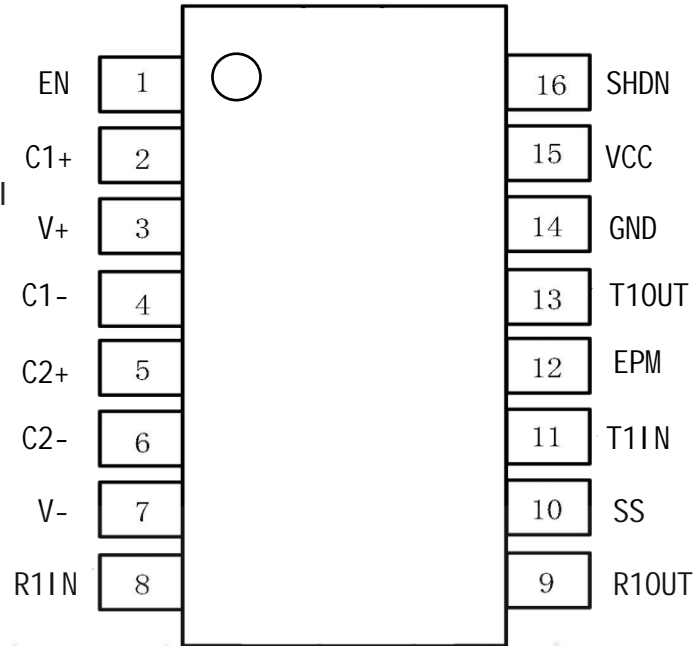 EN 1 16 SHDN
C1+ 2 15 VCC
V+ 3 14 GND
C1- 4 13 T1OUT
C2+ 5 12 EPM
C2- 6 11 T1IN
V- 7 10 SS
R1IN 8 9 R1OUT